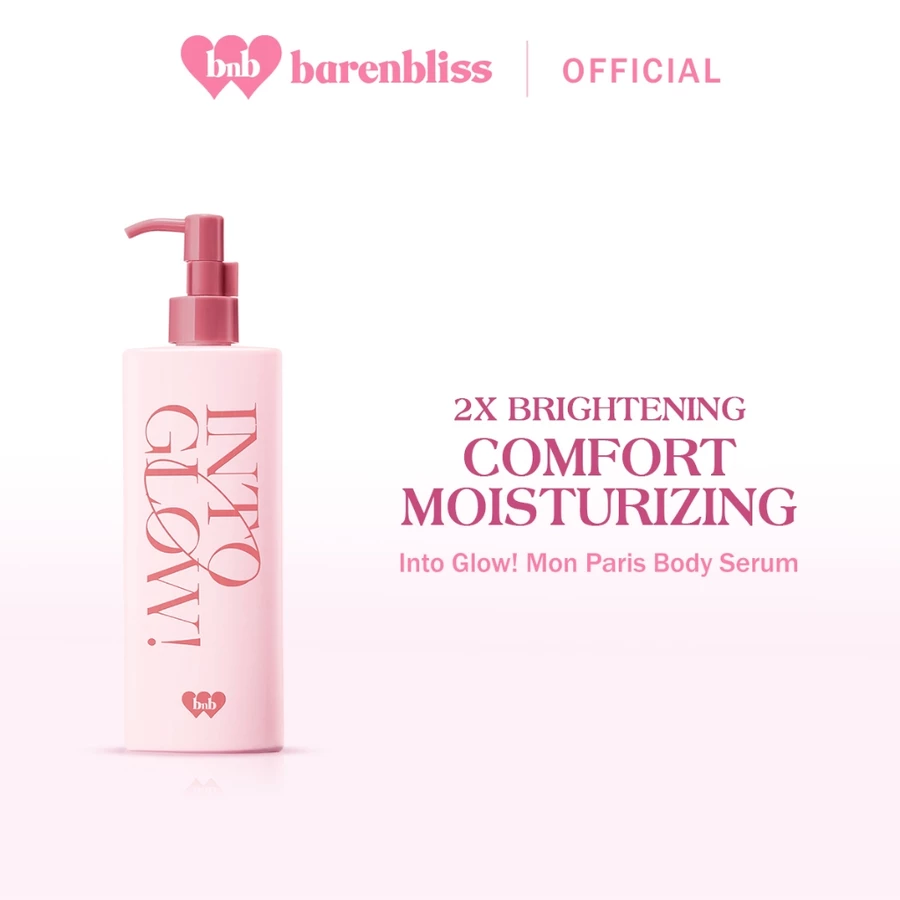 bnb barenbliss | OFFICIAL
INTO
GLOW!
bnb
2X BRIGHTENING
COMFORT
MOISTURIZING
Into Glow! Mon Paris Body Serum